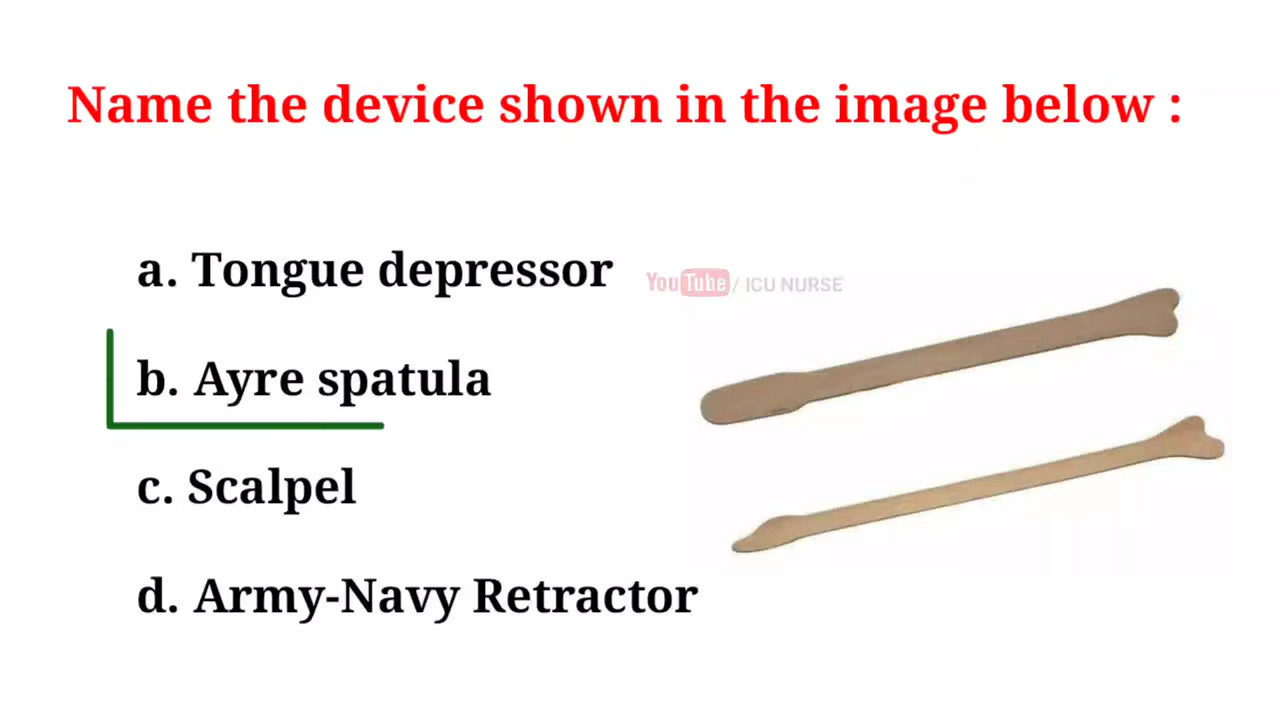 Name the device shown in the image below :
a. Tongue depressor
YouTube / ICU NURSE
b. Ayre spatula
c. Scalpel
d. Army-Navy Retractor